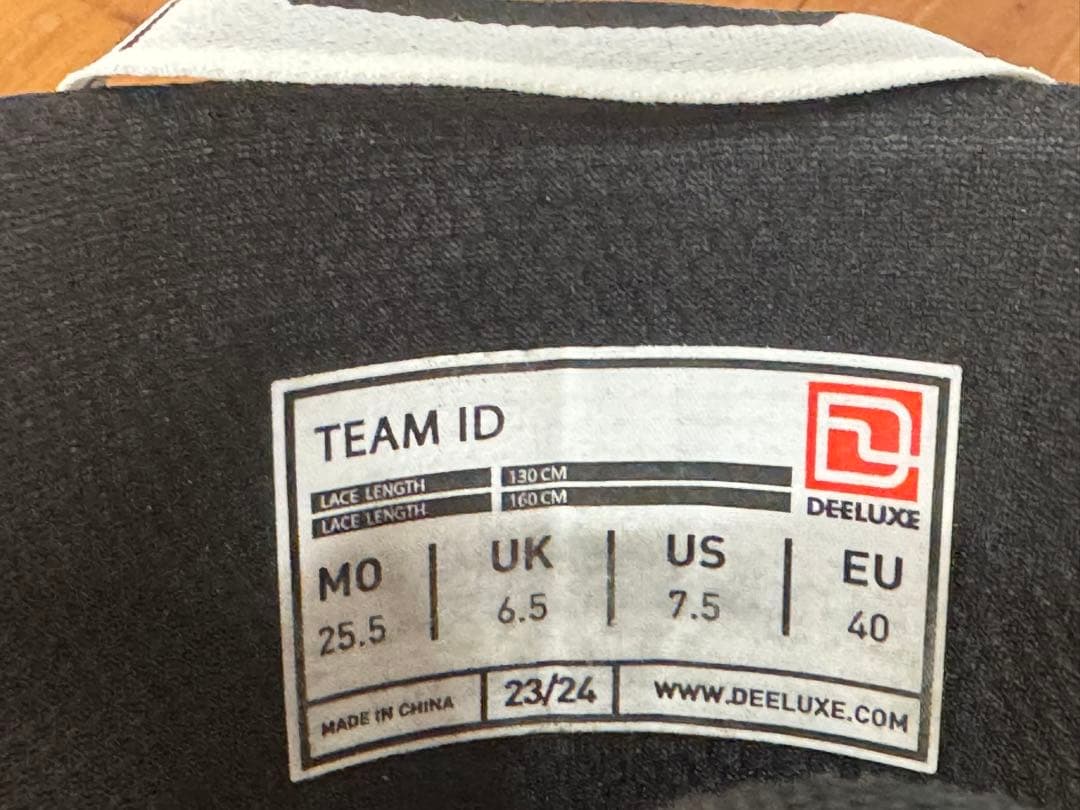 TEAM ID
LACE LENGTH 130 CM
LACE LENGTH 160 CM
DEELUXE
MO UK US EU
25.5 6.5 7.5 40
MADE IN CHINA 23/24 WWW.DEELUXE.COM